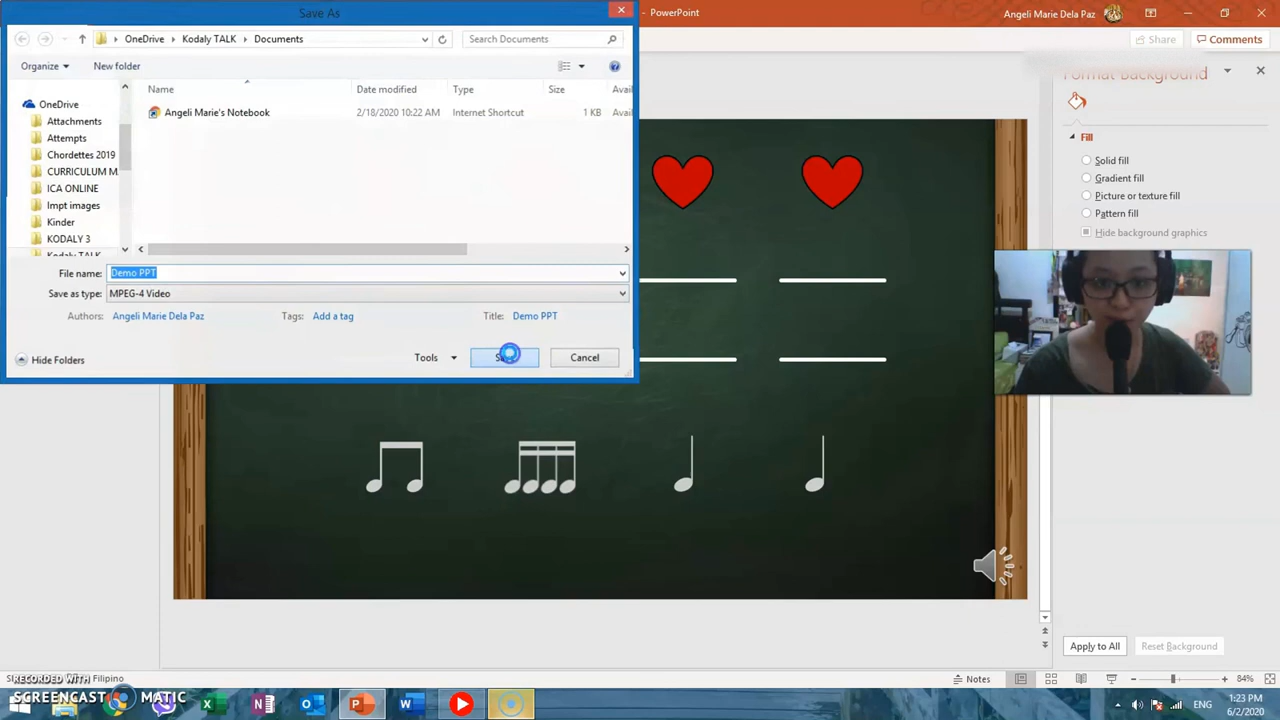 Save As
- PowerPoint
Angeli Marie Dela Paz
OneDrive
Kodaly TALK
Documents
Search Documents
Share
Comments
Organize
New folder
Format Background
Name
Date modified
Type
Size
Avai
OneDrive
Attachments
Attempts
Chordettes 2019
CURRICULUM M
ICA ONLINE
Impt images
Kinder
KODALY 3
Kodaly TALK
Angeli Marie's Notebook
2/18/2020 10:22 AM
Internet Shortcut
1 KB
Avai
Fill
Solid fill
Gradient fill
Picture or texture fill
Pattern fill
Hide background graphics
File name:
Demo PPT
Save as type:
MPEG-4 Video
Authors:
Angeli Marie Dela Paz
Tags:
Add a tag
Title:
Demo PPT
Hide Folders
Tools
Cancel
Apply to All
Reset Background
RECORDED WITH
Filipino
Notes
84%
SCREENCAST MATIC
ENG
1:23 PM
6/2/2020